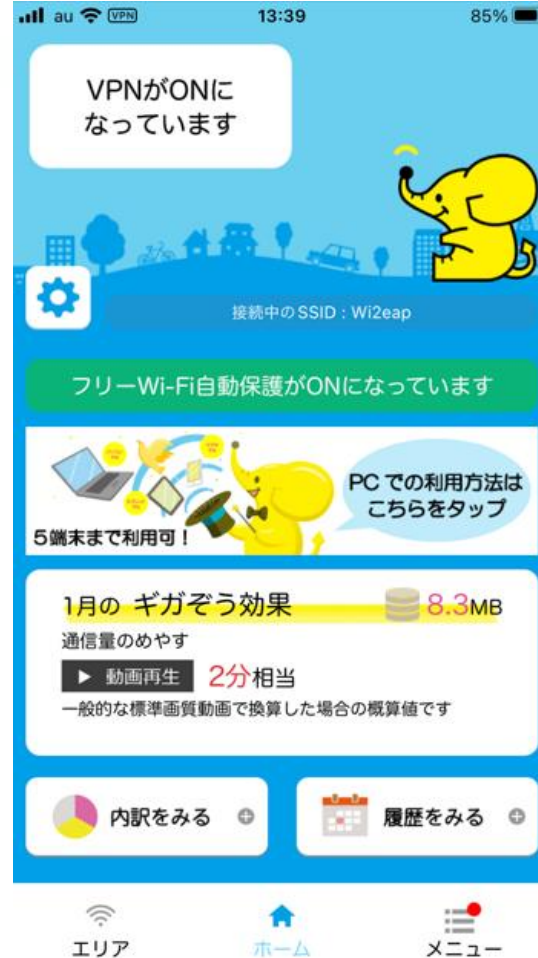 au VPN 13:39 85%
VPNがONに
なっています
接続中のSSID : Wi2eap
フリーWi-Fi自動保護がONになっています
PC での利用方法は
こちらをタップ
5端末まで利用可！
1月の ギガぞう効果 8.3MB
通信量のめやす
動画再生 2分相当
一般的な標準画質動画で換算した場合の概算値です
内訳をみる
履歴をみる
エリア
ホーム
メニュー